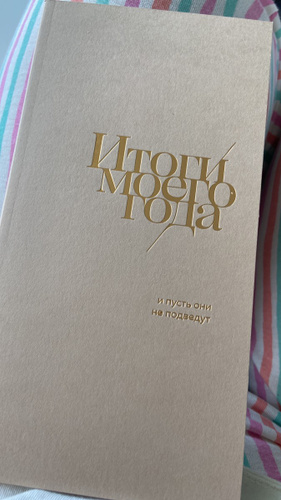 Итоги
моего
года
и пусть они
не подведут